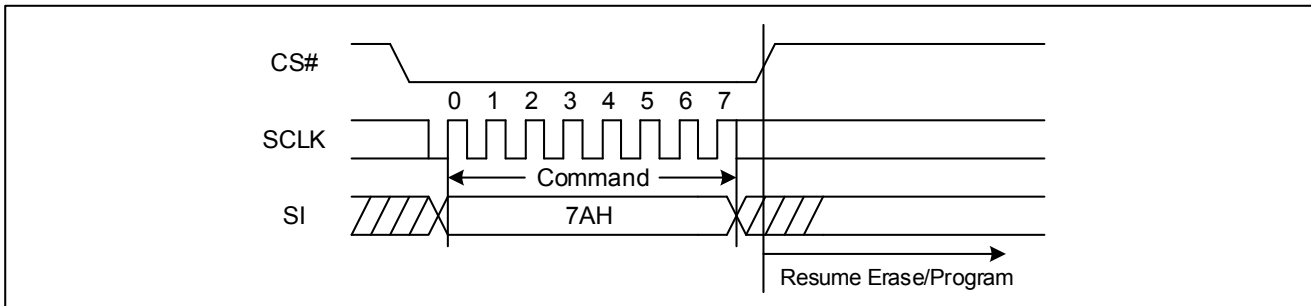 CS#
0 1 2 3 4 5 6 7
SCLK
Command
SI
7AH
Resume Erase/Program